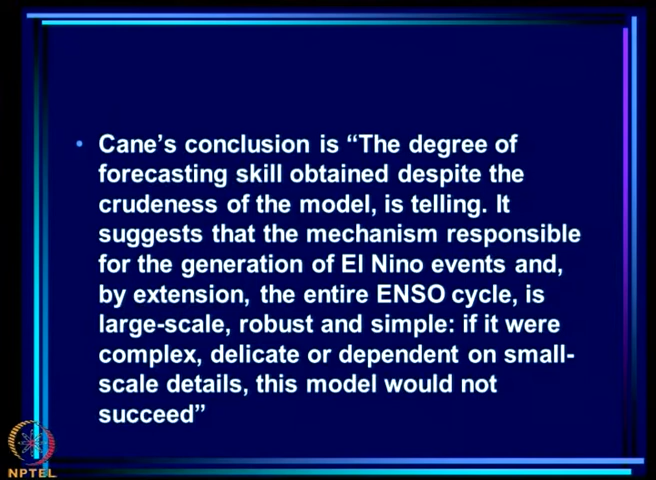 • Cane's conclusion is “The degree of
forecasting skill obtained despite the
crudeness of the model, is telling. It
suggests that the mechanism responsible
for the generation of El Nino events and,
by extension, the entire ENSO cycle, is
large-scale, robust and simple: if it were
complex, delicate or dependent on small-
scale details, this model would not
succeed”
NPTEL